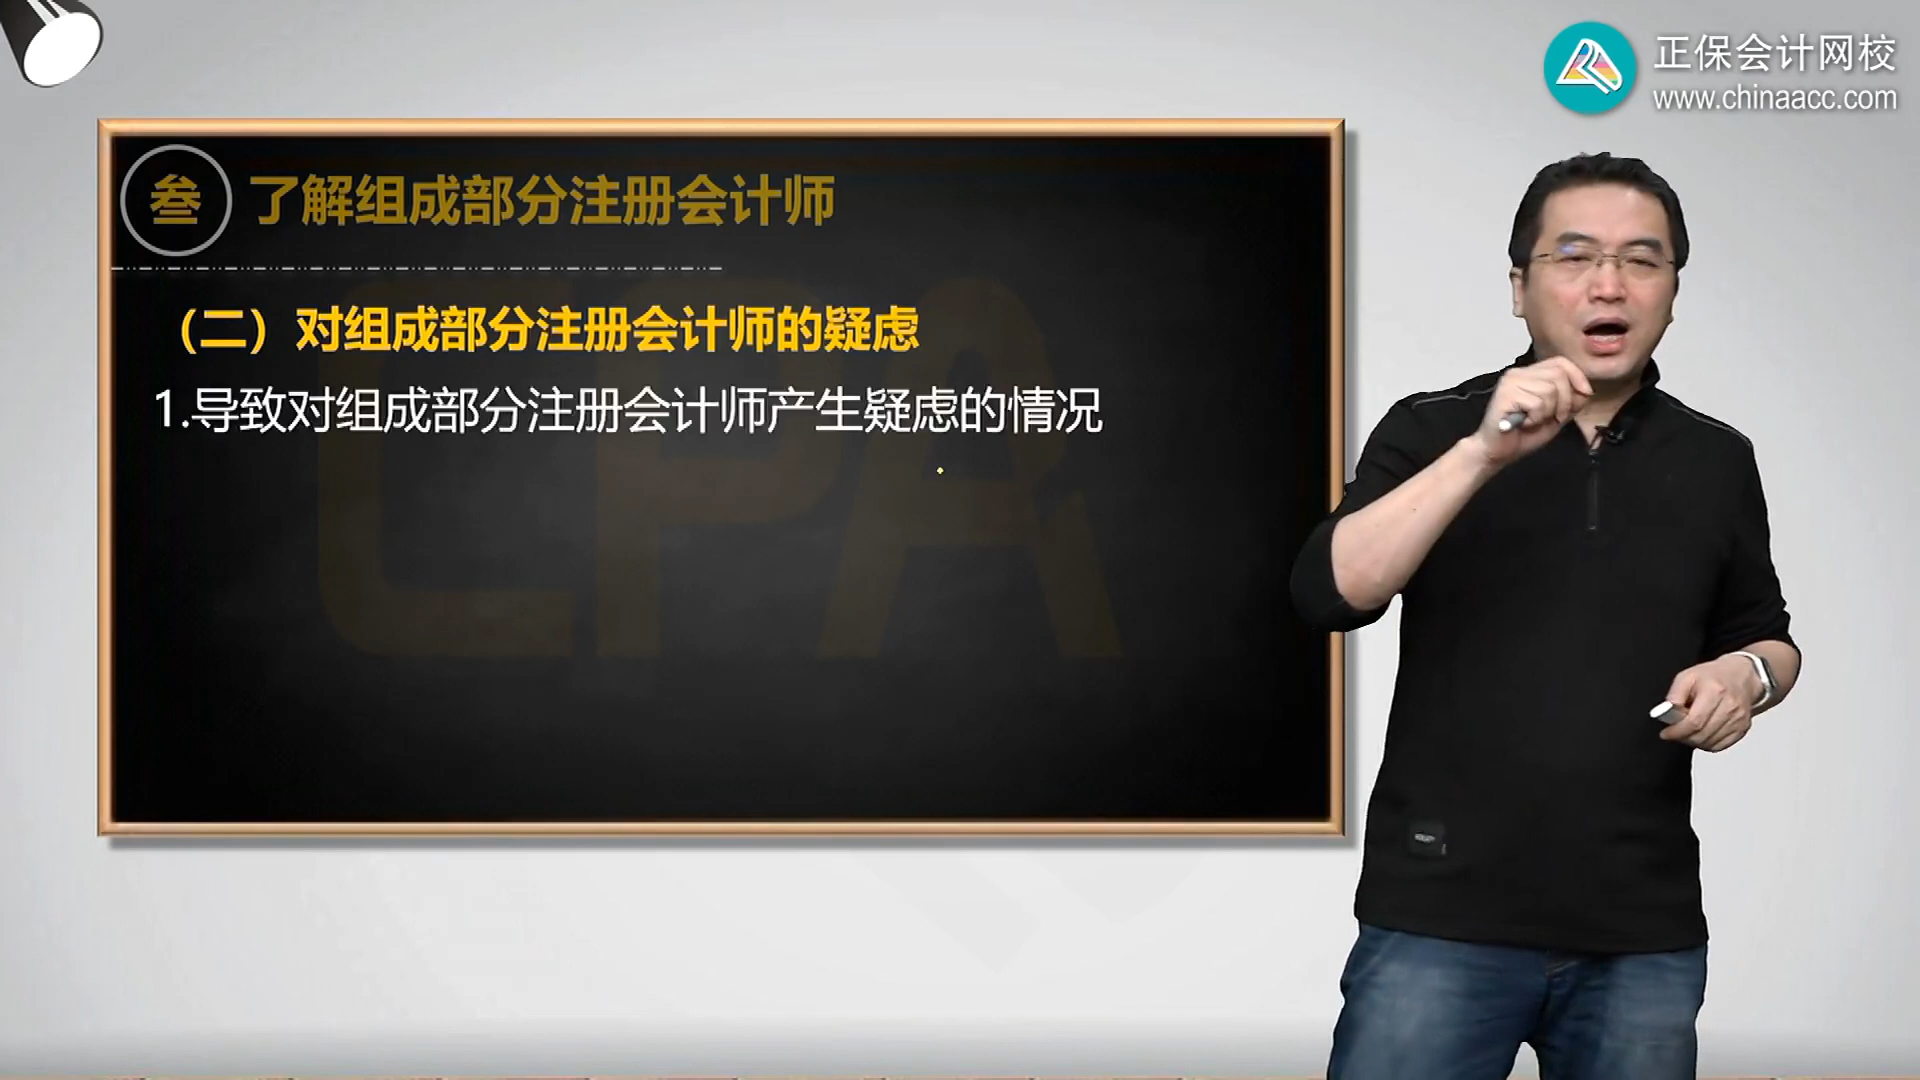 正保会计网校
www.chinaacc.com
叁 了解组成部分注册会计师
（二）对组成部分注册会计师的疑虑
1.导致对组成部分注册会计师产生疑虑的情况
CPA